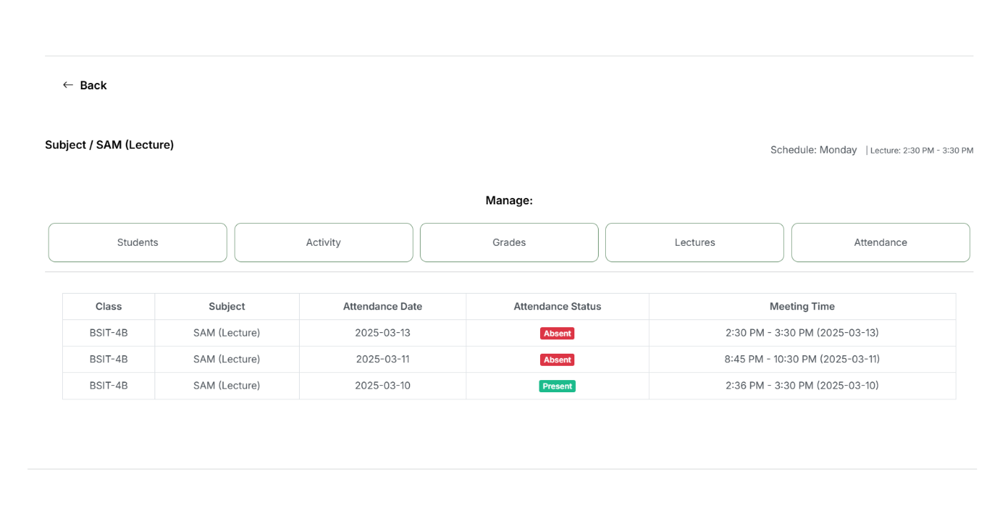 ← Back
Subject / SAM (Lecture)
Schedule: Monday | Lecture: 2:30 PM - 3:30 PM
Manage:
Students Activity Grades Lectures Attendance
Class Subject Attendance Date Attendance Status Meeting Time
BSIT-4B SAM (Lecture) 2025-03-13 Absent 2:30 PM - 3:30 PM (2025-03-13)
BSIT-4B SAM (Lecture) 2025-03-11 Absent 8:45 PM - 10:30 PM (2025-03-11)
BSIT-4B SAM (Lecture) 2025-03-10 Present 2:36 PM - 3:30 PM (2025-03-10)